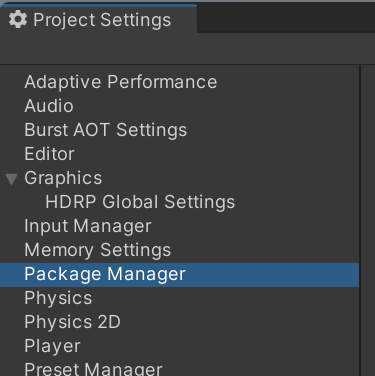 Project Settings
Adaptive Performance
Audio
Burst AOT Settings
Editor
Graphics
HDRP Global Settings
Input Manager
Memory Settings
Package Manager
Physics
Physics 2D
Player
Preset Manager